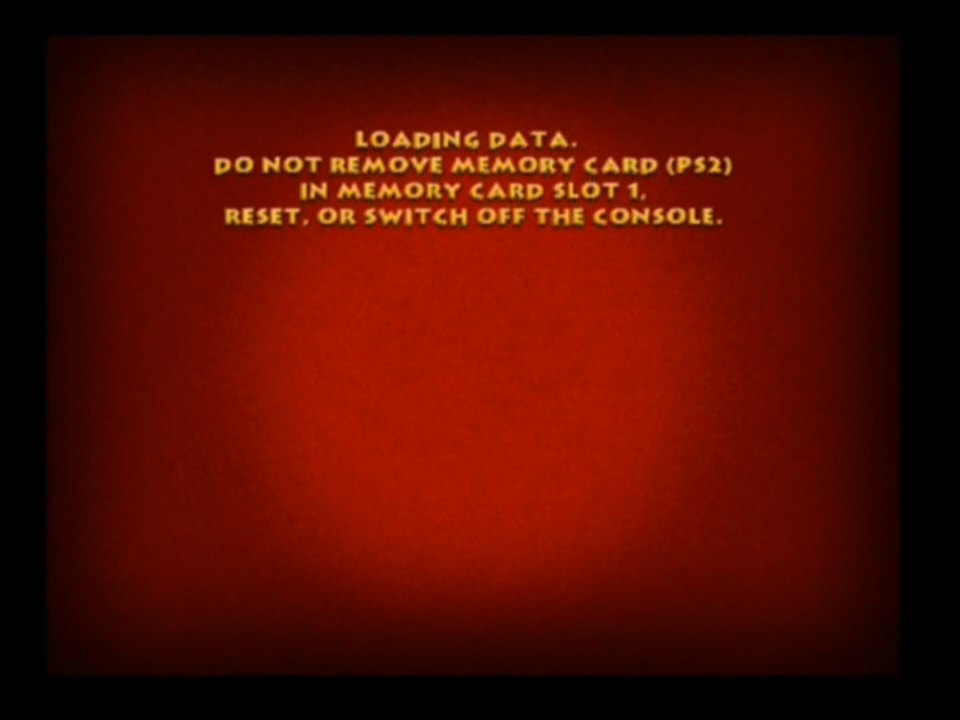 LOADING DATA.
DO NOT REMOVE MEMORY CARD (PS2)
IN MEMORY CARD SLOT 1,
RESET, OR SWITCH OFF THE CONSOLE.